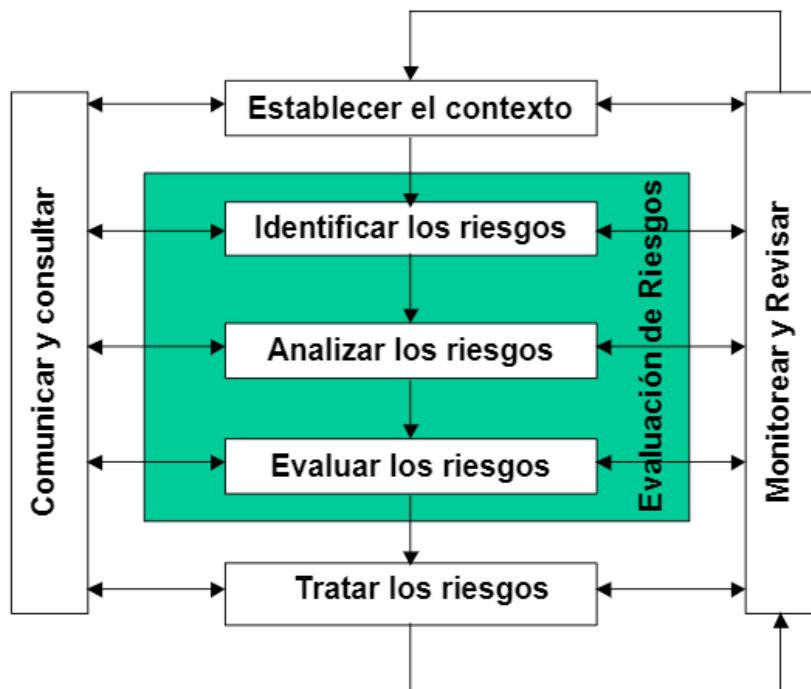 Establecer el contexto
Comunicar y consultar
Identificar los riesgos
Analizar los riesgos
Evaluar los riesgos
Evaluación de Riesgos
Monitorear y Revisar
Tratar los riesgos